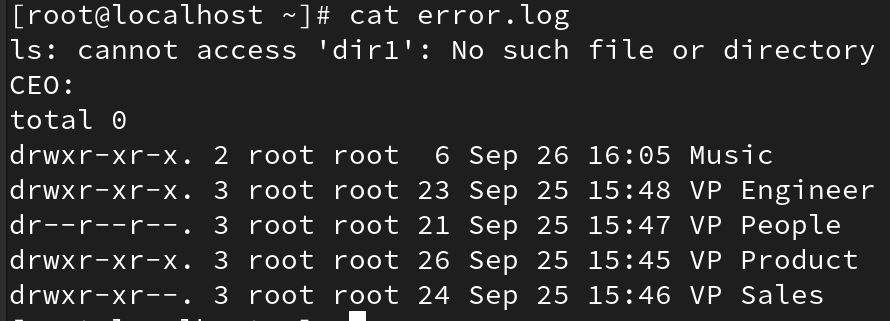 [root@localhost ~]# cat error.log
ls: cannot access 'dir1': No such file or directory
CEO:
total 0
drwxr-xr-x. 2 root root  6 Sep 26 16:05 Music
drwxr-xr-x. 3 root root 23 Sep 25 15:48 VP Engineer
dr--r--r--. 3 root root 21 Sep 25 15:47 VP People
drwxr-xr-x. 3 root root 26 Sep 25 15:45 VP Product
drwxr-xr--. 3 root root 24 Sep 25 15:46 VP Sales